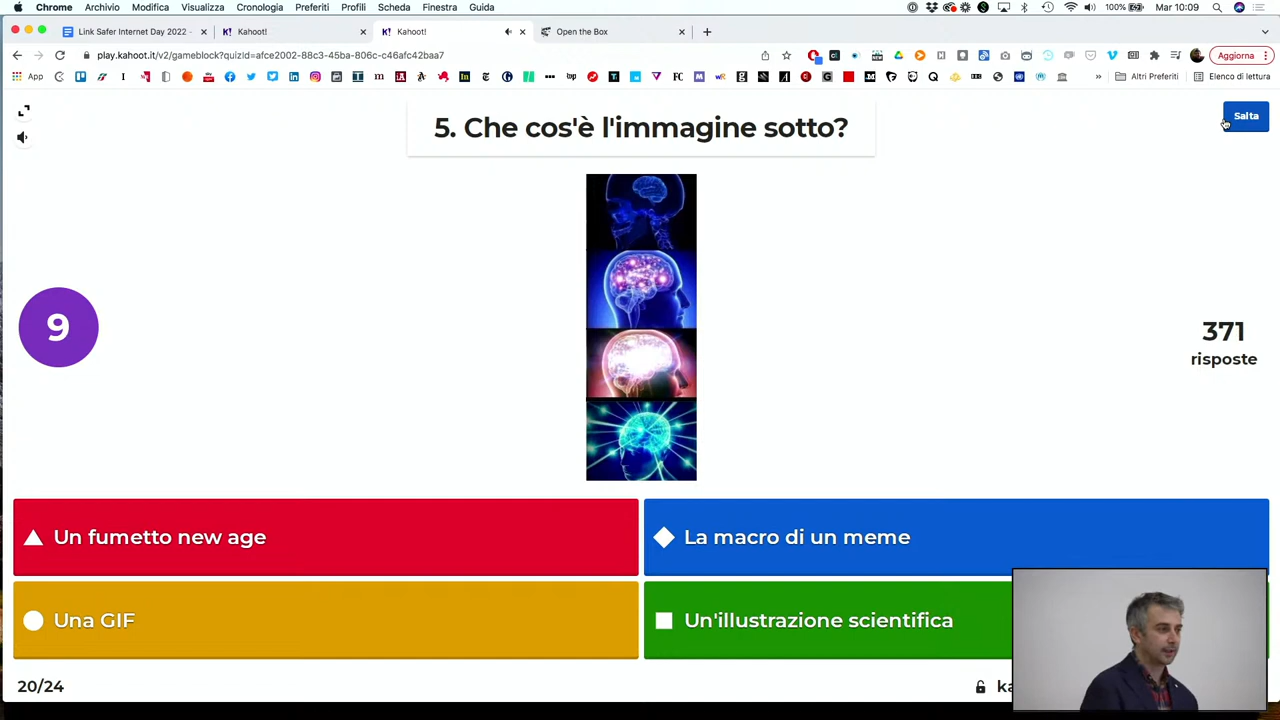 Chrome Archivio Modifica Visualizza Cronologia Preferiti Profili Scheda Finestra Guida 100% Mar 10:09
Link Safer Internet Day 2022 - Kahoot! Kahoot! Open the Box
play.kahoot.it/v2/gameblock?quizId=afce2002-88c3-45ba-806c-c46afc42baa7 Aggiorna
App Altri Preferiti Elenco di lettura
5. Che cos'è l'immagine sotto?
Salta
9
371
risposte
Un fumetto new age
La macro di un meme
Una GIF
Un'illustrazione scientifica
20/24